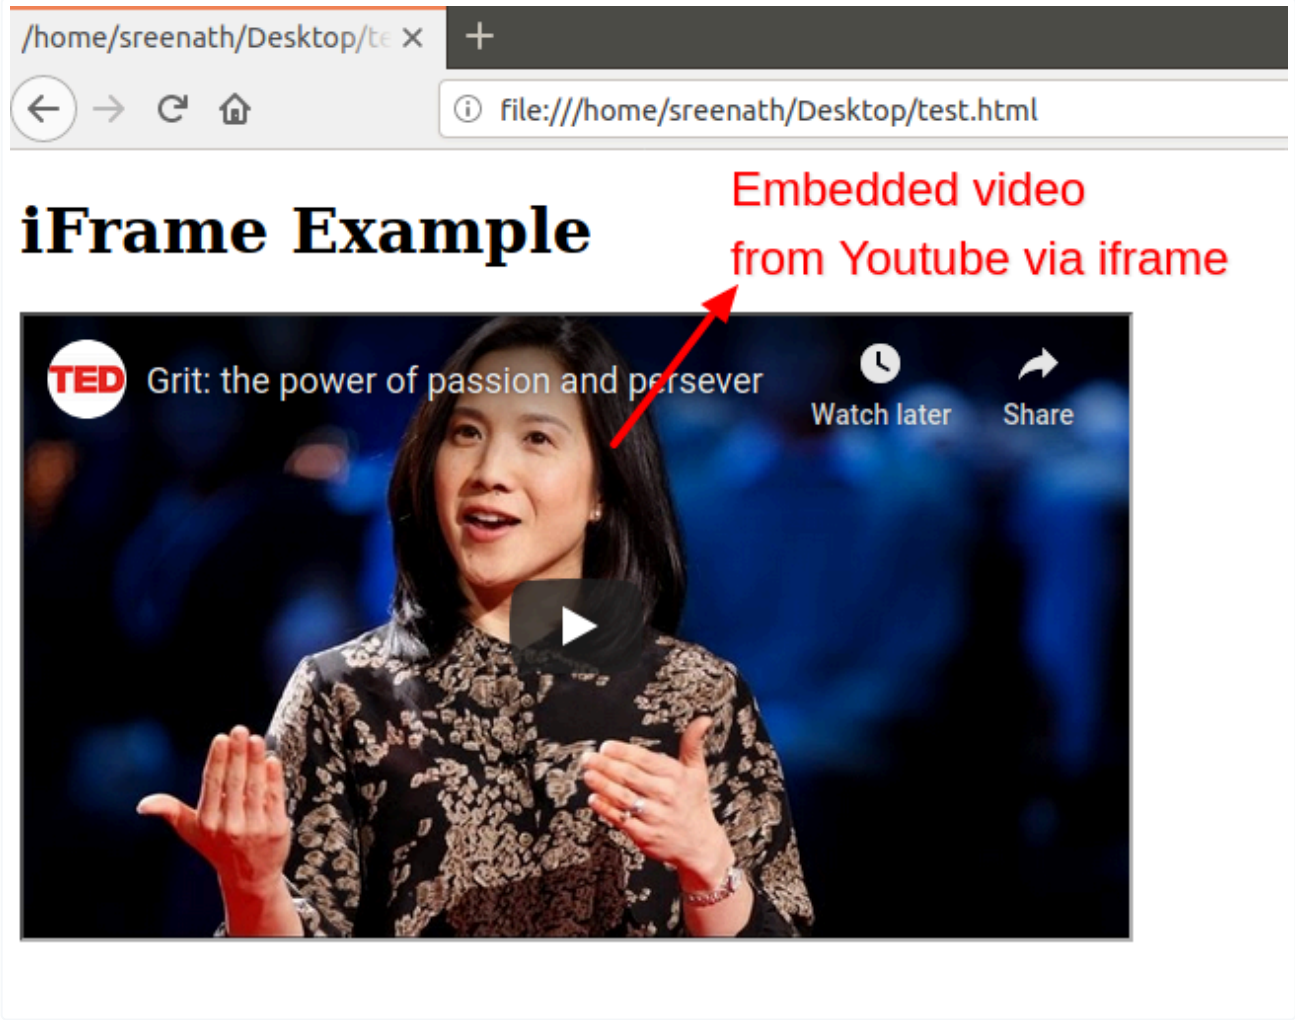 /home/sreenath/Desktop/te
file:///home/sreenath/Desktop/test.html
Embedded video
from Youtube via iframe
iFrame Example
TED
Grit: the power of passion and persever
Watch later
Share